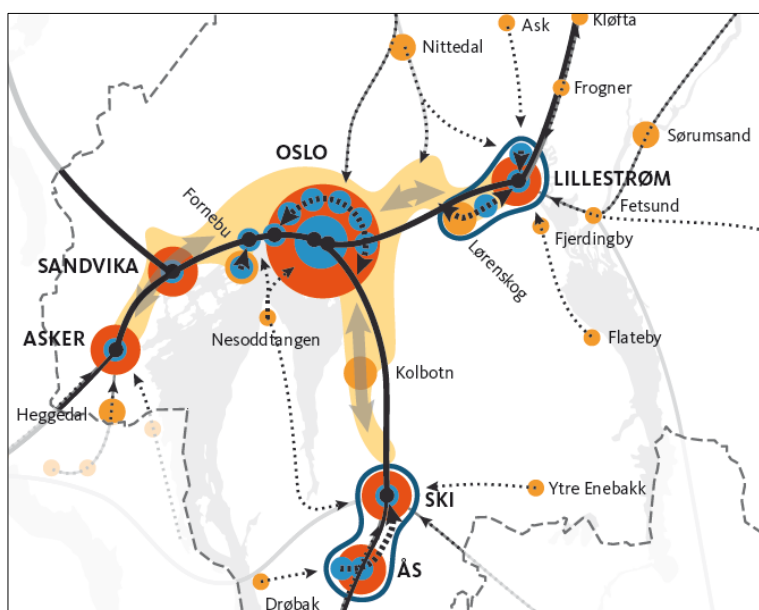 Kløfta
Ask
Nittedal
Frogner
Sørumsand
OSLO
LILLESTRØM
Fetsund
Fornebu
Fjerdingby
Lørenskog
SANDVIKA
ASKER
Nesoddtangen
Flateby
Kolbotn
Heggedal
SKI
Ytre Enebakk
ÅS
Drøbak